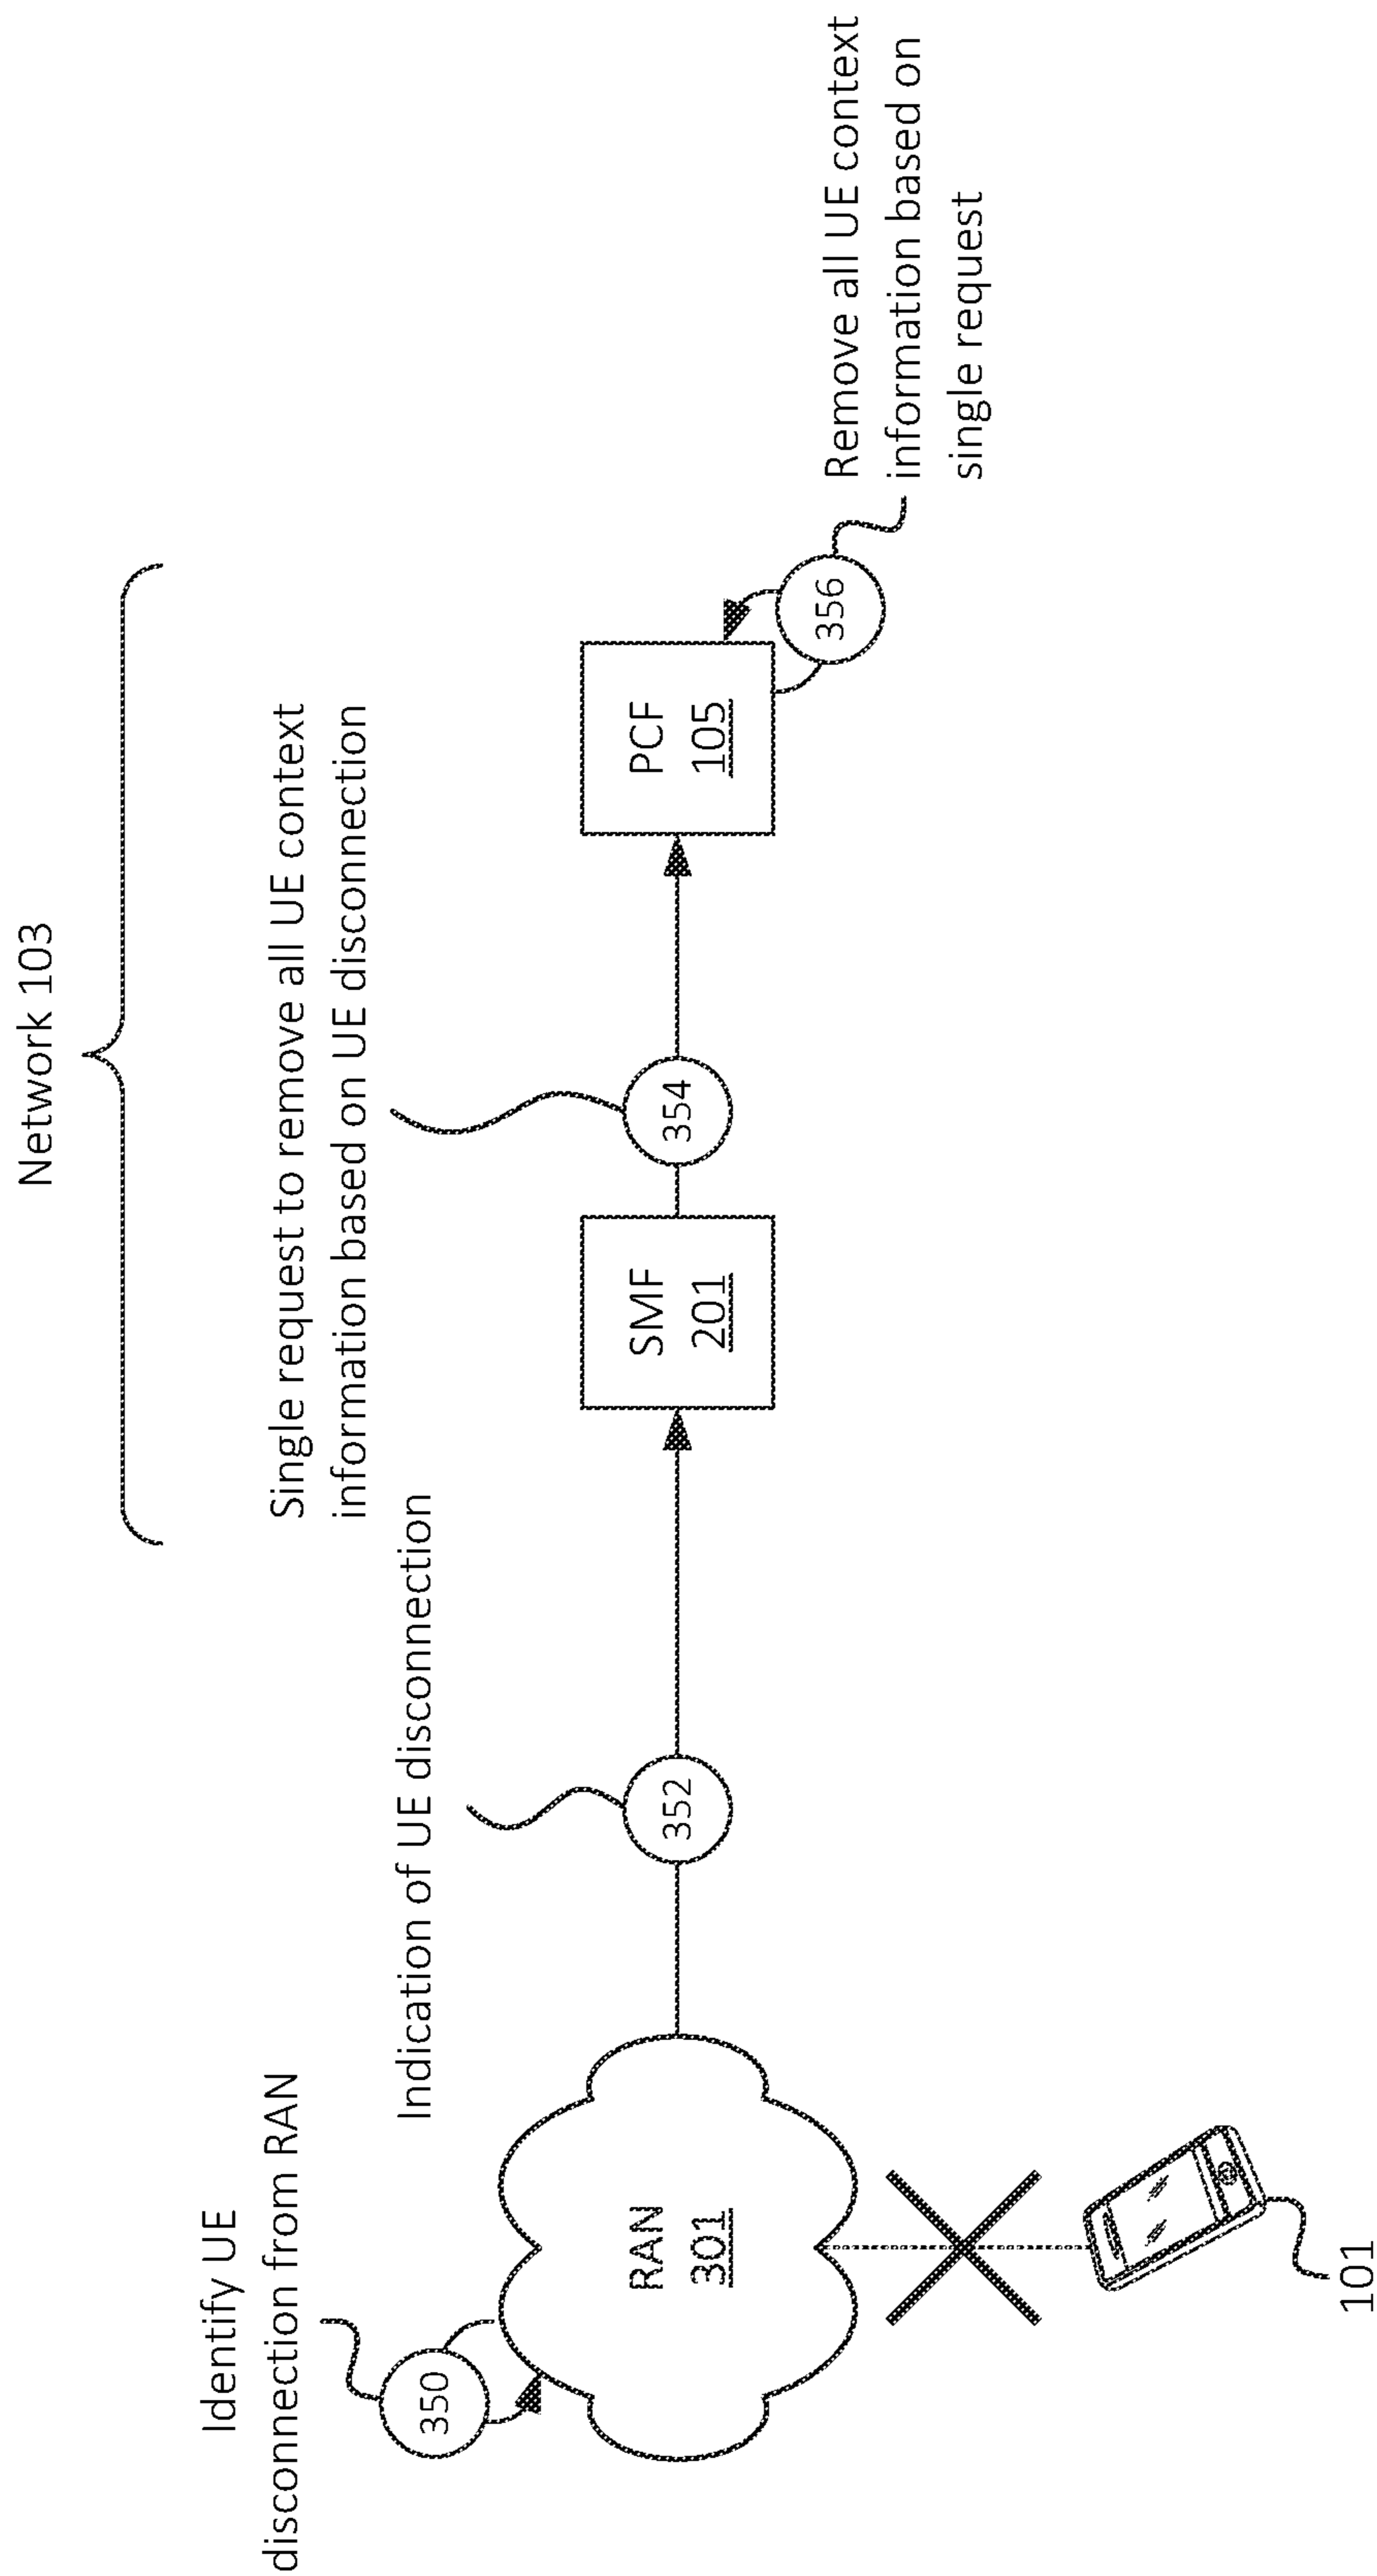 Network 103
Single request to remove all UE context
information based on UE disconnection
Indication of UE disconnection
Identify UE
disconnection from RAN
350
RAN
301
352
SMF
201
354
PCF
105
356
Remove all UE context
information based on
single request
101